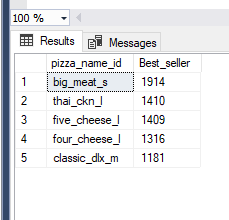 100 %
Results Messages
pizza_name_id Best_seller
1 big_meat_s 1914
2 thai_ckn_l 1410
3 five_cheese_l 1409
4 four_cheese_l 1316
5 classic_dlx_m 1181